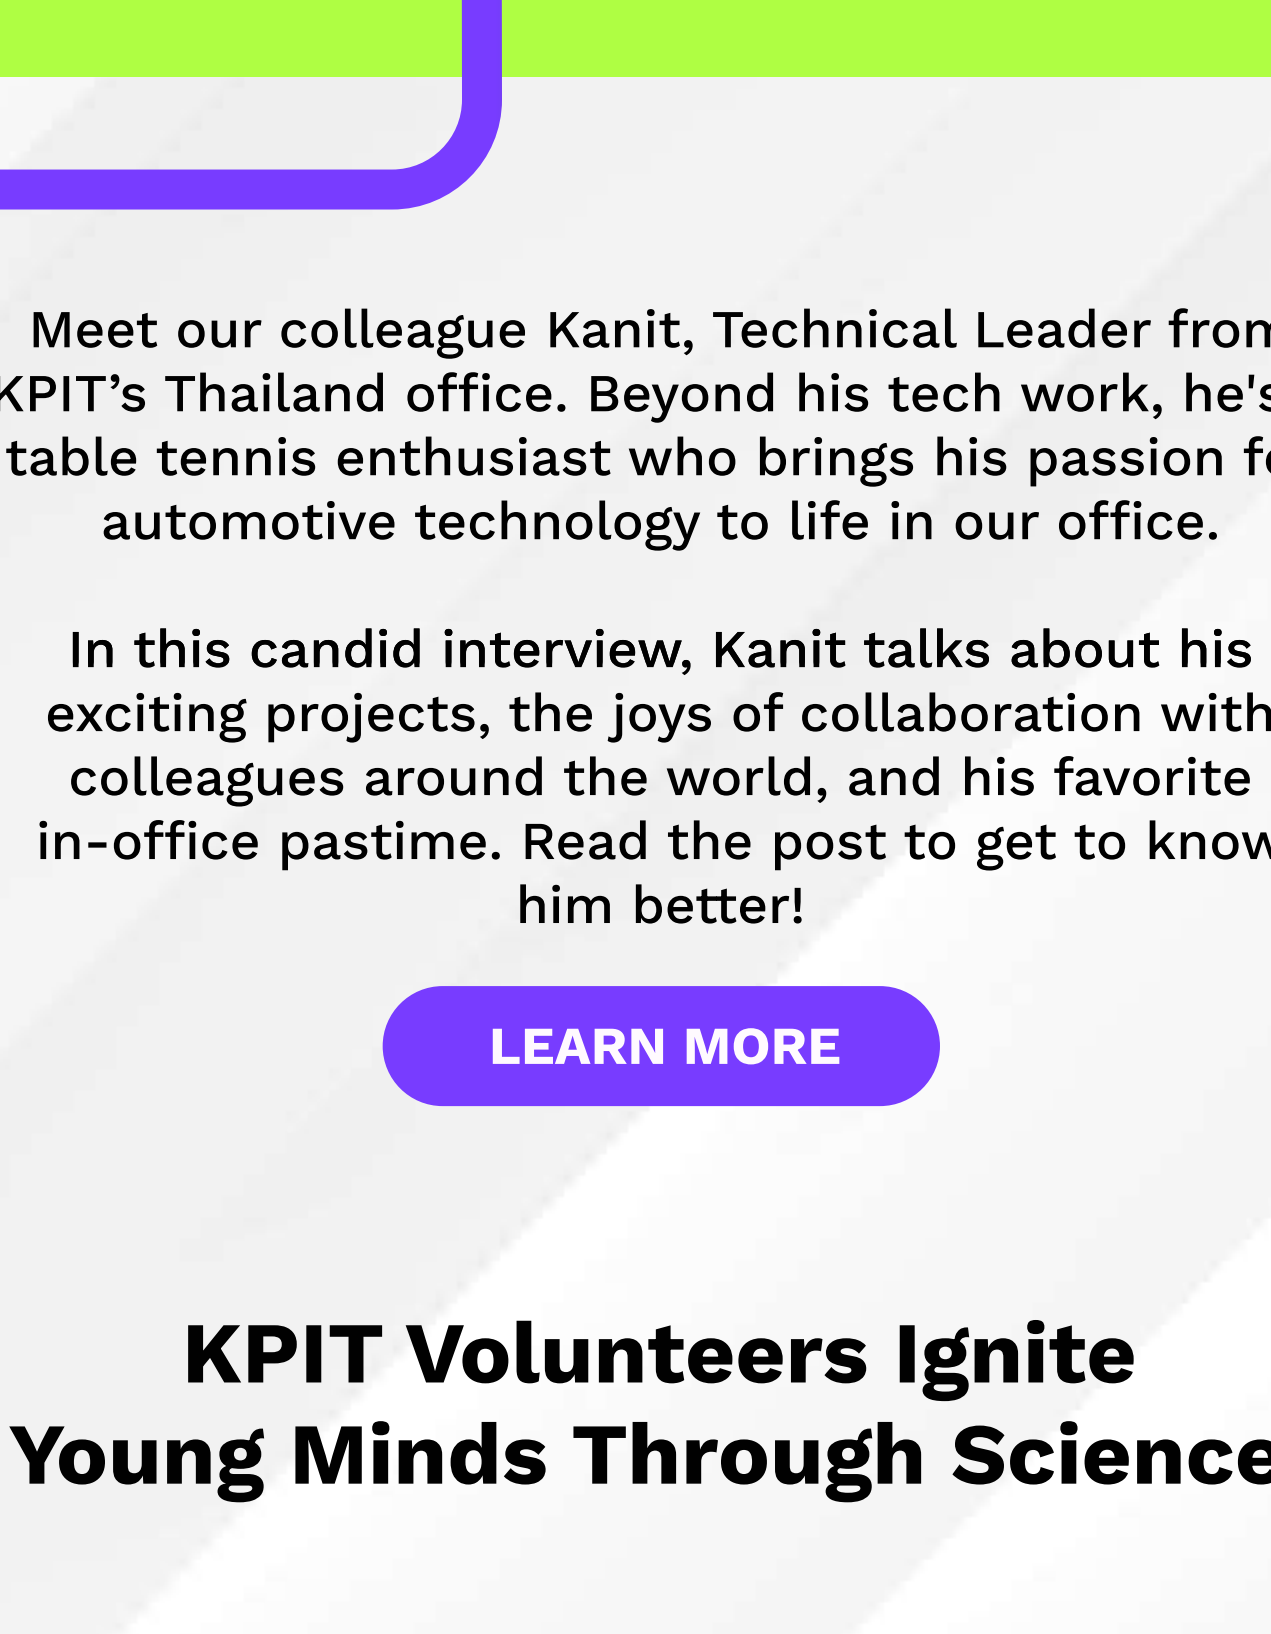 Meet our colleague Kanit, Technical Leader from
KPIT’s Thailand office. Beyond his tech work, he's
table tennis enthusiast who brings his passion
automotive technology to life in our office.
In this candid interview, Kanit talks about his
exciting projects, the joys of collaboration with
colleagues around the world, and his favorite
in-office pastime. Read the post to get to know
him better!
LEARN MORE
KPIT Volunteers Ignite
Young Minds Through Science